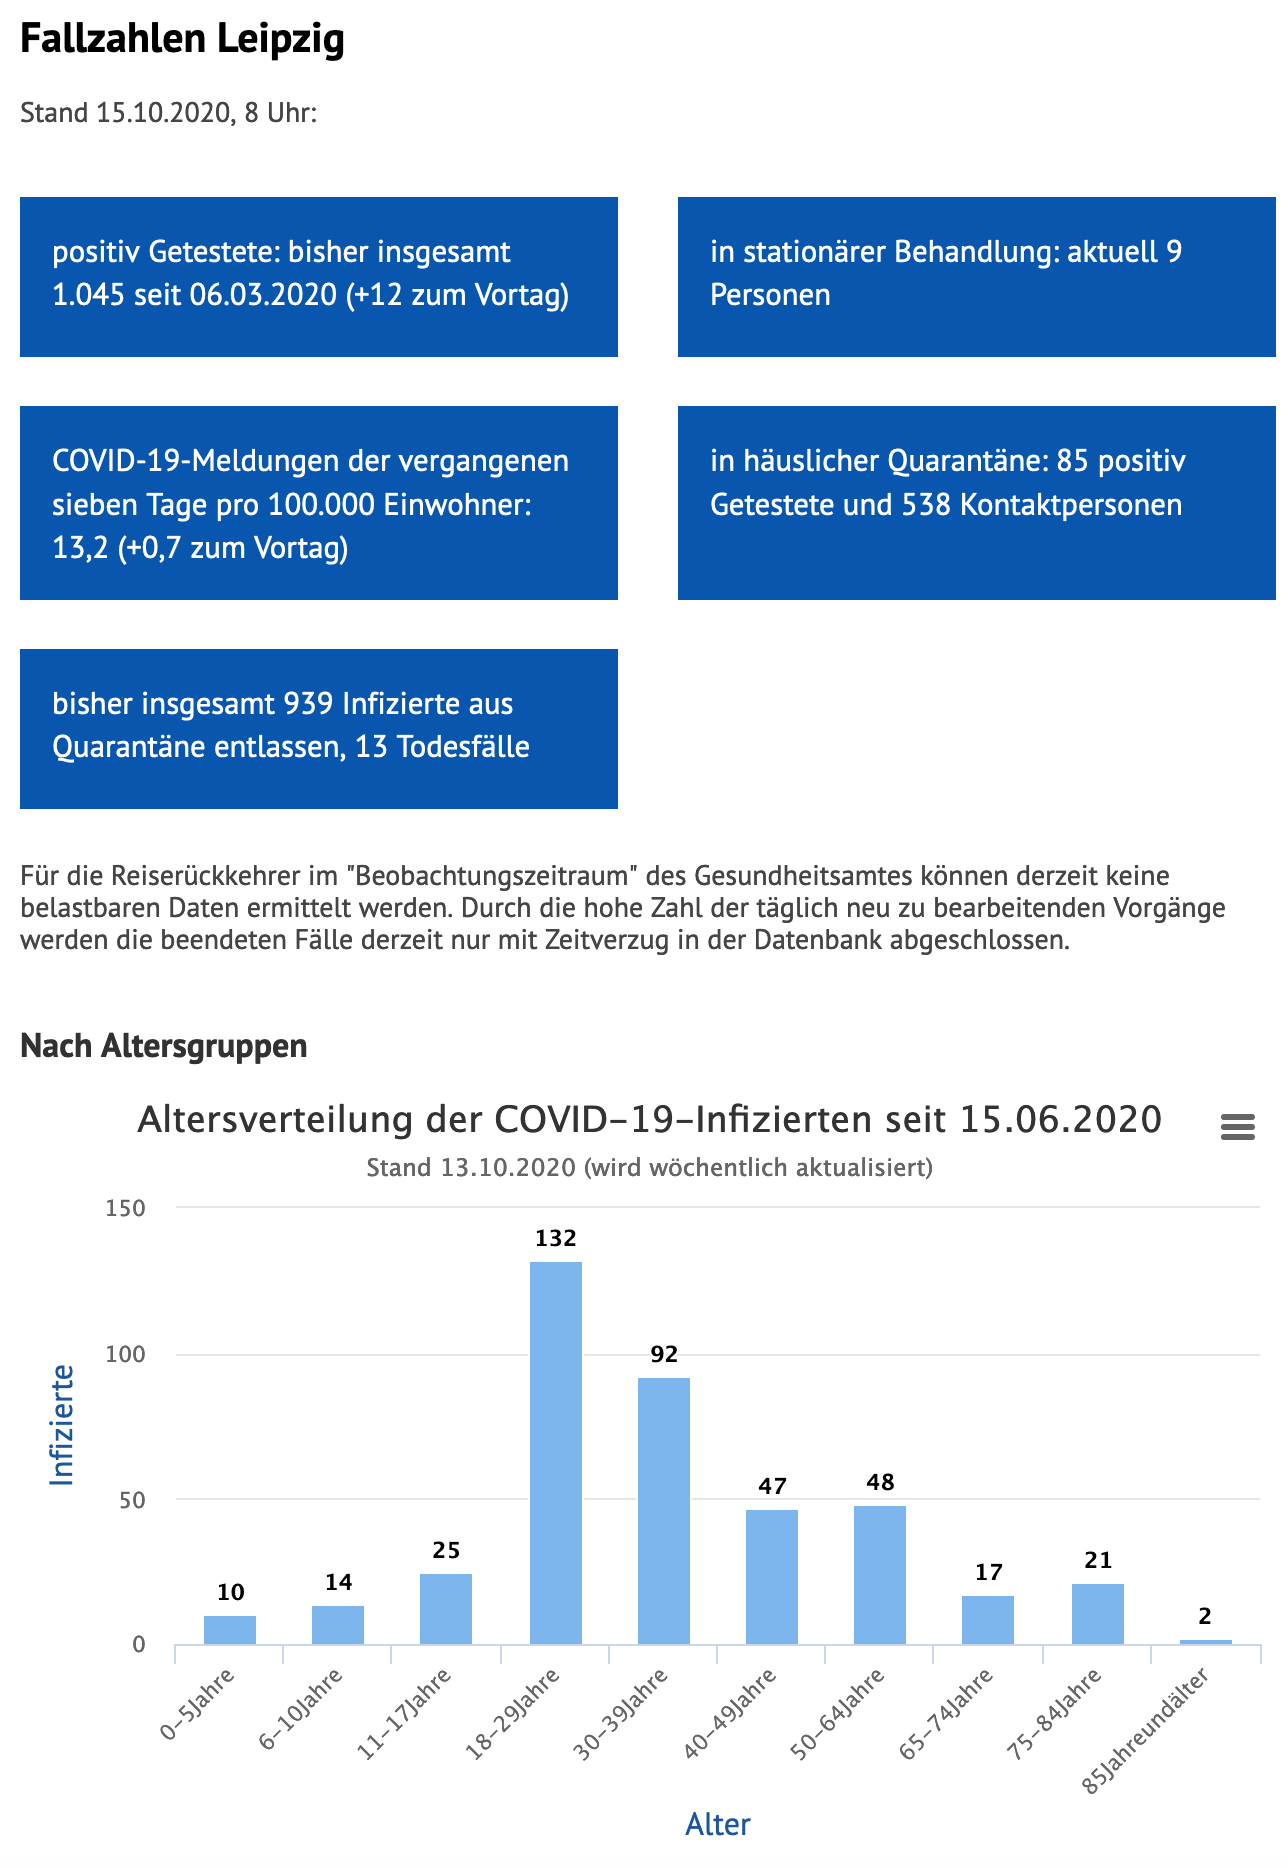 Fallzahlen Leipzig
Stand 15.10.2020, 8 Uhr:
positiv Getestete: bisher insgesamt
1.045 seit 06.03.2020 (+12 zum Vortag)
in stationärer Behandlung: aktuell 9
Personen
COVID-19-Meldungen der vergangenen
sieben Tage pro 100.000 Einwohner:
13,2 (+0,7 zum Vortag)
in häuslicher Quarantäne: 85 positiv
Getestete und 538 Kontaktpersonen
bisher insgesamt 939 Infizierte aus
Quarantäne entlassen, 13 Todesfälle
Für die Reiserückkehrer im "Beobachtungszeitraum" des Gesundheitsamtes können derzeit keine
belastbaren Daten ermittelt werden. Durch die hohe Zahl der täglich neu zu bearbeitenden Vorgänge
werden die beendeten Fälle derzeit nur mit Zeitverzug in der Datenbank abgeschlossen.
Nach Altersgruppen
Altersverteilung der COVID-19-Infizierten seit 15.06.2020
Stand 13.10.2020 (wird wöchentlich aktualisiert)
Infizierte
150
100
50
0
10
14
25
132
92
47
48
17
21
2
0-5Jahre
6-10Jahre
11-17Jahre
18-29Jahre
30-39Jahre
40-49Jahre
50-64Jahre
65-74Jahre
75-84Jahre
85Jahreundälter
Alter